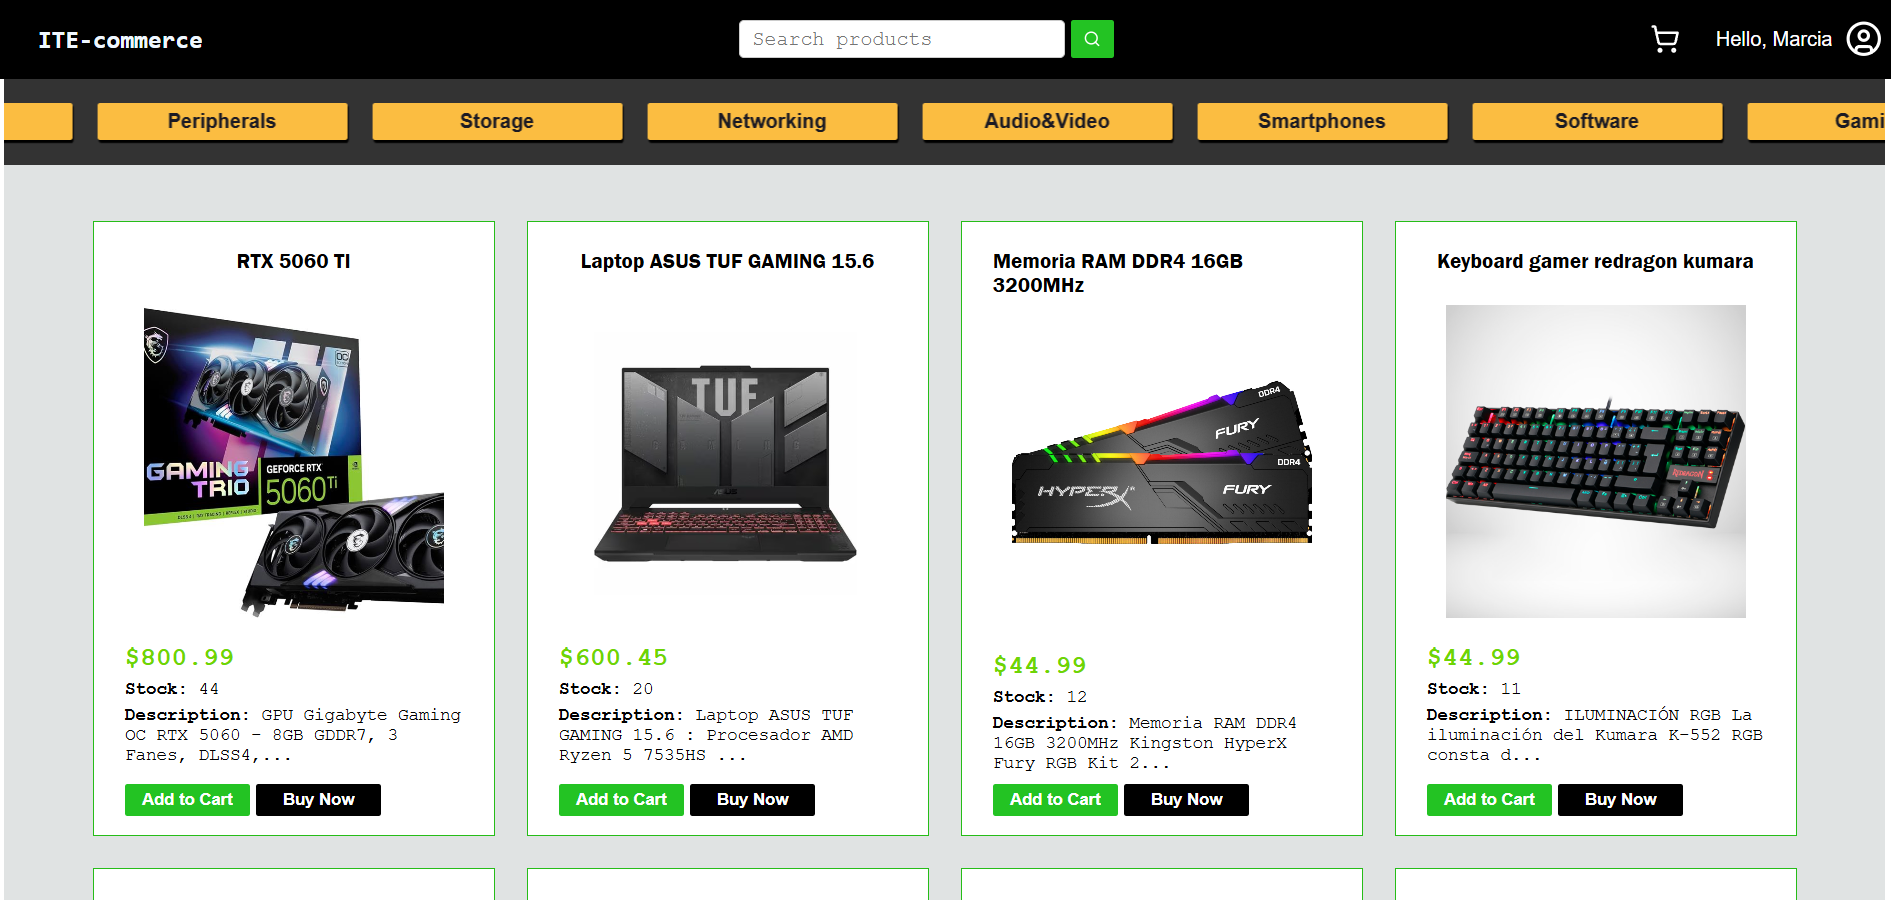 ITE-commerce
Search products
Hello, Marcia
Peripherals
Storage
Networking
Audio&Video
Smartphones
Software
Gami
RTX 5060 TI
GAMING
TRIO
GEFORCE RTX
5060 Ti
OC
$800.99
Stock: 44
Description: GPU Gigabyte Gaming
OC RTX 5060 - 8GB GDDR7, 3
Fanes, DLSS4,...
Add to Cart
Buy Now
Laptop ASUS TUF GAMING 15.6
TUF
ASUS
$600.45
Stock: 20
Description: Laptop ASUS TUF
GAMING 15.6 : Procesador AMD
Ryzen 5 7535HS ...
Add to Cart
Buy Now
Memoria RAM DDR4 16GB
3200MHz
DDR4
FURY
DDR4
HYPERX
FURY
$44.99
Stock: 12
Description: Memoria RAM DDR4
16GB 3200MHz Kingston HyperX
Fury RGB Kit 2...
Add to Cart
Buy Now
Keyboard gamer redragon kumara
REDRAGON
$44.99
Stock: 11
Description: ILUMINACIÓN RGB La
iluminación del Kumara K-552 RGB
consta d...
Add to Cart
Buy Now